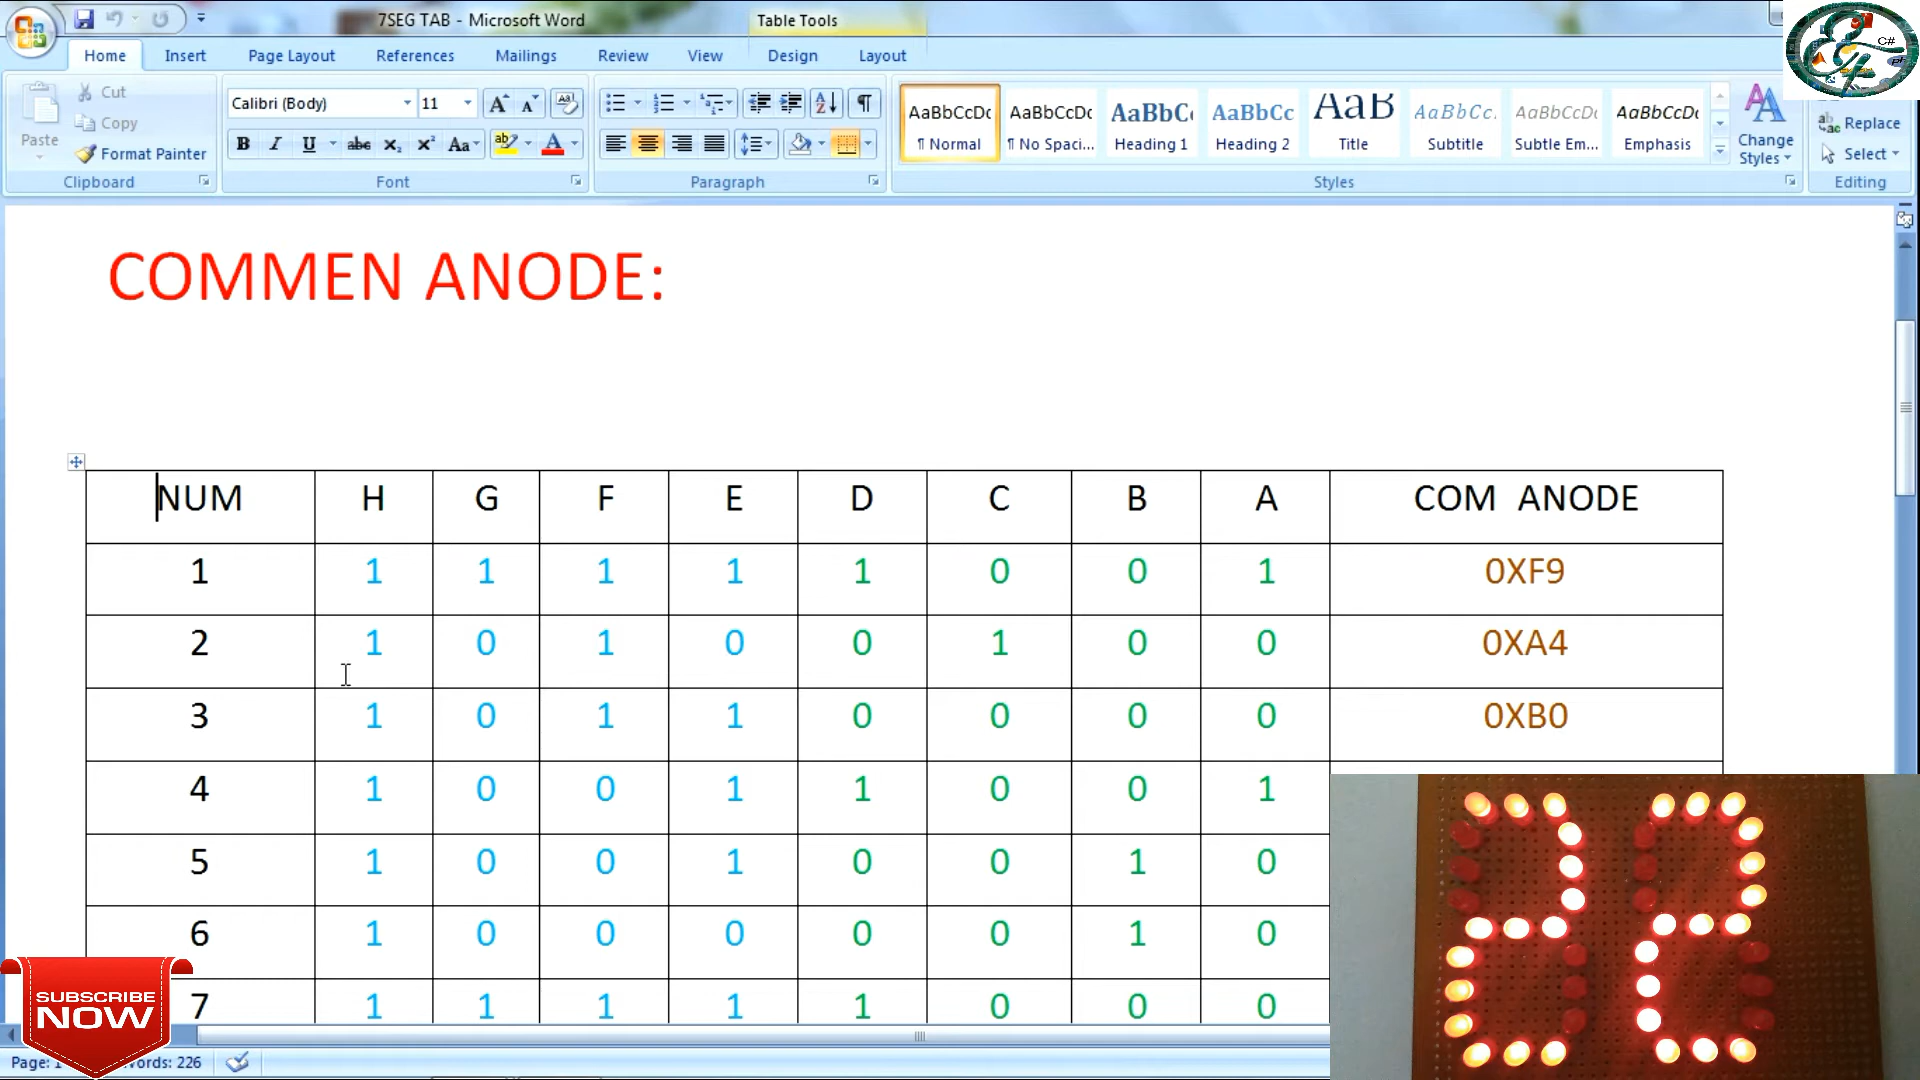 7SEG TAB - Microsoft Word
Table Tools
C#
Home Insert Page Layout References Mailings Review View Design Layout
Paste
Cut
Copy
Format Painter
Clipboard
Calibri (Body) 11
Font
Paragraph
AaBbCcDc AaBbCcDc AaBbC AaBbCc AaB AaBbCc. AaBbCcDc AaBbCcDc
¶ Normal ¶ No Spaci... Heading 1 Heading 2 Title Subtitle Subtle Em... Emphasis
Change Styles
Styles
Replace
Select
Editing
COMMEN ANODE:
NUM H G F E D C B A COM ANODE
1 1 1 1 1 1 0 0 1 0XF9
2 1 0 1 0 0 1 0 0 0XA4
3 1 0 1 1 0 0 0 0 0XB0
4 1 0 0 1 1 0 0 1
5 1 0 0 1 0 0 1 0
6 1 0 0 0 0 0 1 0
7 1 1 1 1 1 0 0 0
SUBSCRIBE
NOW
22
Page: 1 Words: 226